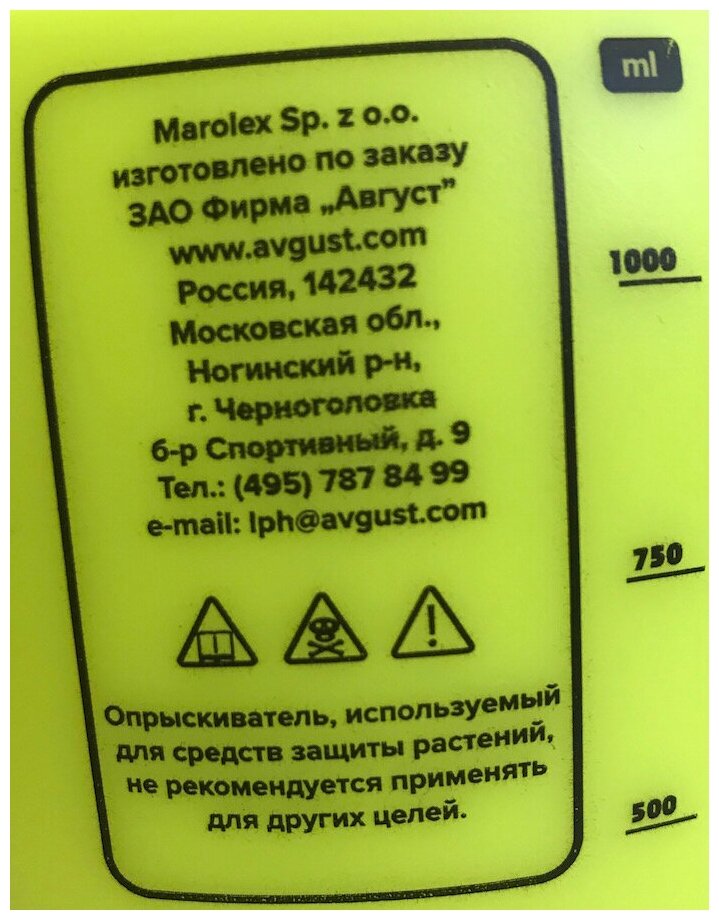 Marolex Sp. z o.o.
изготовлено по заказу
ЗАО Фирма „Август”
www.avgust.com
Россия, 142432
Московская обл.,
Ногинский р-н,
г. Черноголовка
б-р Спортивный, д. 9
Тел.: (495) 787 84 99
e-mail: lph@avgust.com
Опрыскиватель, используемый
для средств защиты растений,
не рекомендуется применять
для других целей.
ml
1000
750
500